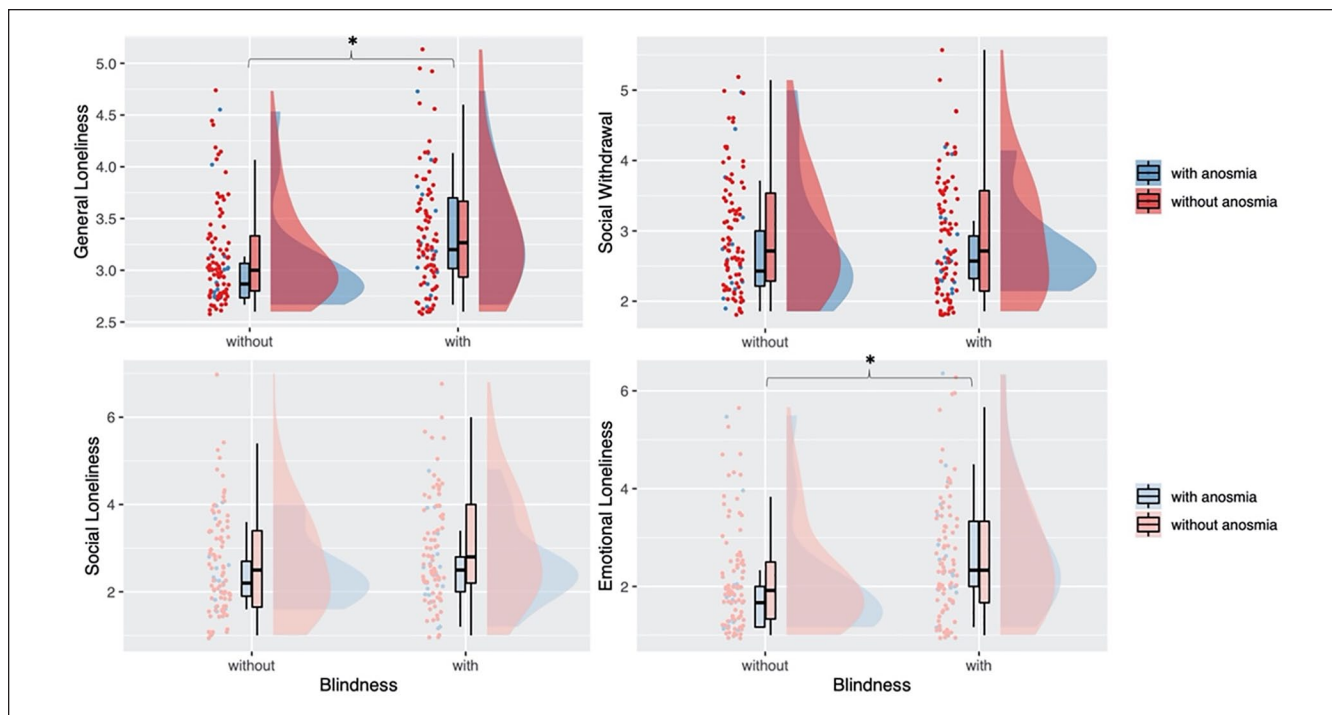 *
5.0
4.5
4.0
3.5
3.0
2.5
General Loneliness
without
with
5
4
3
2
Social Withdrawal
without
with
with anosmia
without anosmia
6
4
2
Social Loneliness
without
with
Blindness
*
6
4
2
Emotional Loneliness
without
with
Blindness
with anosmia
without anosmia